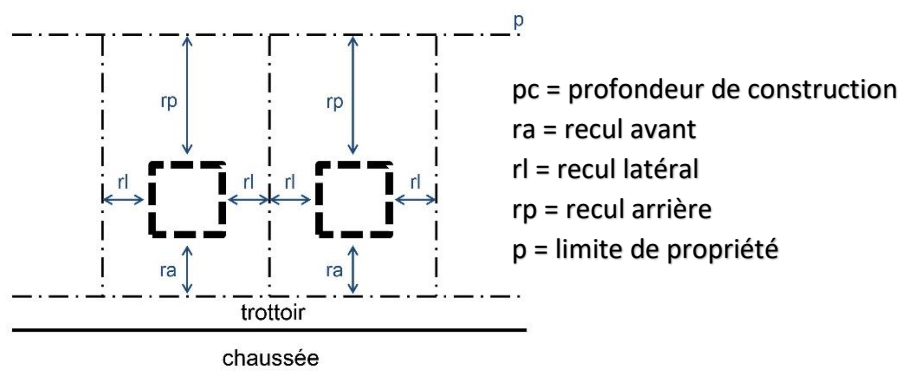 p
rp
rp
rl
rl
rl
rl
ra
ra
trottoir
chaussée
pc = profondeur de construction
ra = recul avant
rl = recul latéral
rp = recul arrière
p = limite de propriété